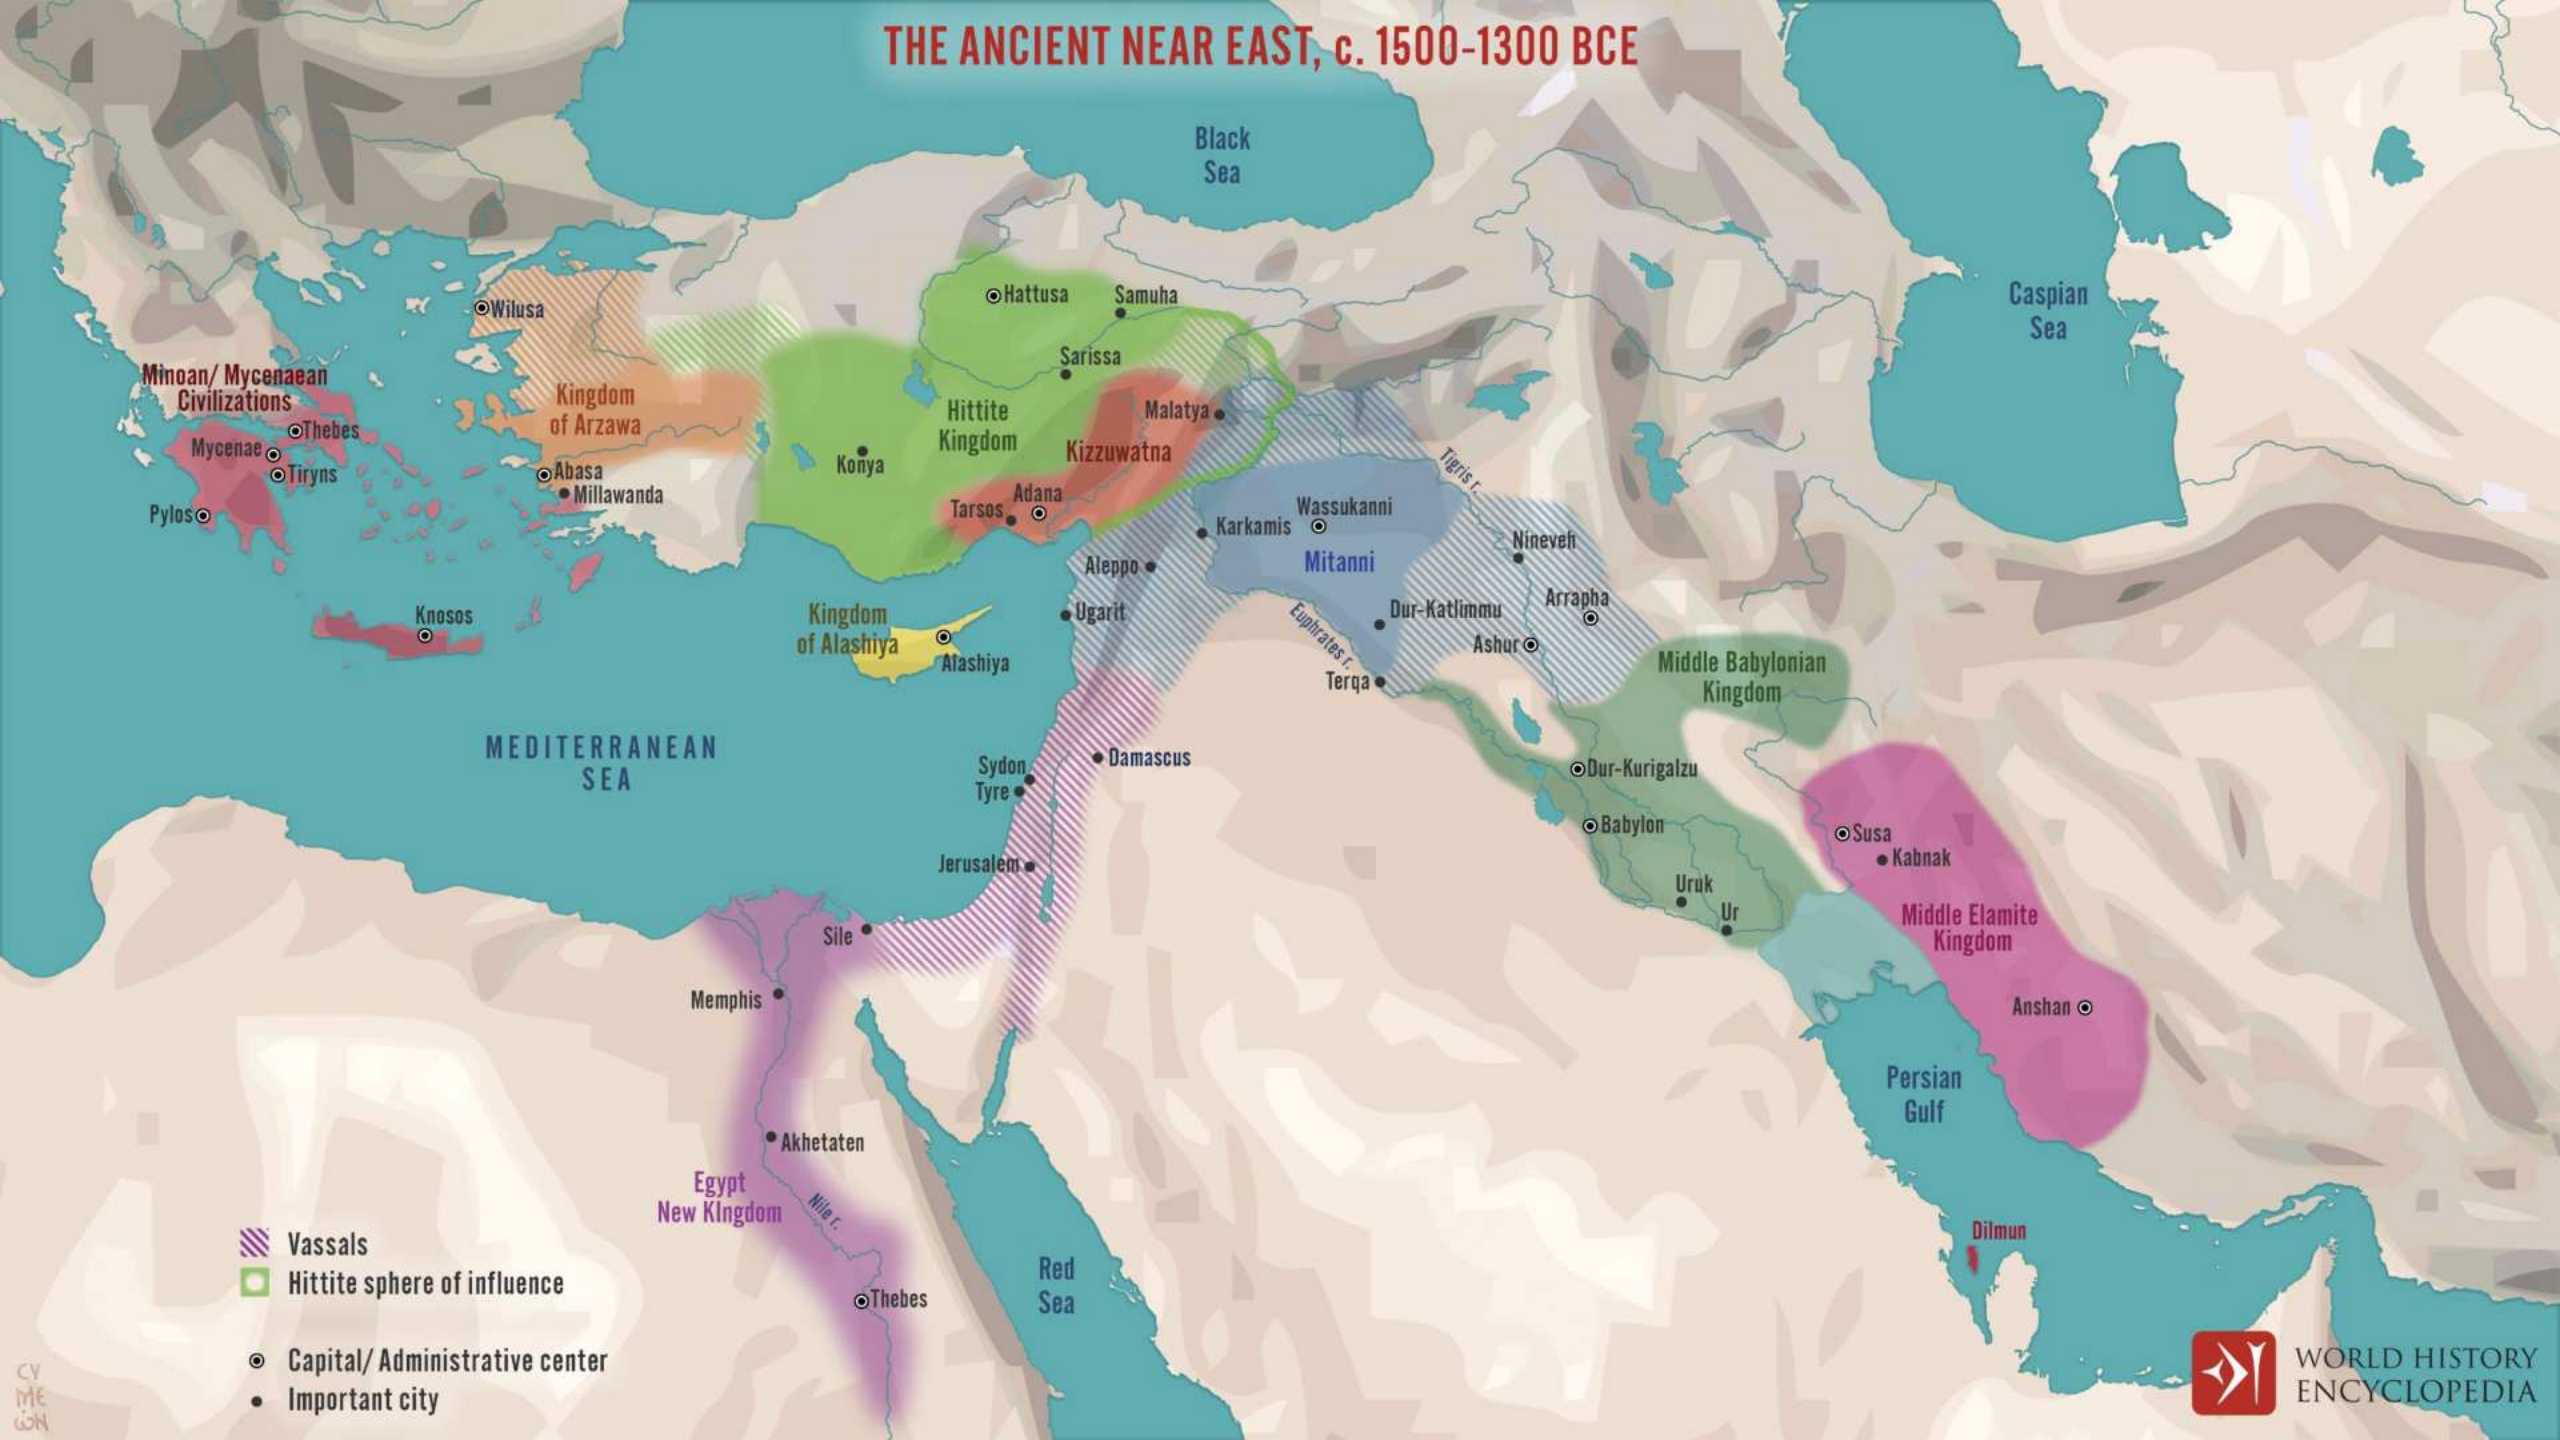 THE ANCIENT NEAR EAST, c. 1500-1300 BCE
Black
Sea
Caspian
Sea
Hattusa
Samuha
Wilusa
Sarissa
Minoan/ Mycenaean
Civilizations
Kingdom
of Arzawa
Hittite
Kingdom
Malatya
Thebes
Mycenae
Tiryns
Kizzuwatna
Konya
Abasa
Millawanda
Tigris r.
Adana
Tarsos
Pylos
Wassukanni
Karkamis
Nineveh
Mitanni
Aleppo
Arrapha
Knosos
Kingdom
of Alashiya
Ugarit
Dur-Katlimmu
Euphrates r.
Ashur
Alashiya
Terqa
Middle Babylonian
Kingdom
MEDITERRANEAN
SEA
Damascus
Sydon
Tyre
Dur-Kurigalzu
Babylon
Susa
Kabnak
Jerusalem
Uruk
Ur
Middle Elamite
Kingdom
Sile
Memphis
Anshan
Persian
Gulf
Akhetaten
Egypt
New KIngdom
Nile r.
Dilmun
Red
Sea
Thebes
Vassals
Hittite sphere of influence
Capital/ Administrative center
Important city
CY
ME
ON
WORLD HISTORY
ENCYCLOPEDIA